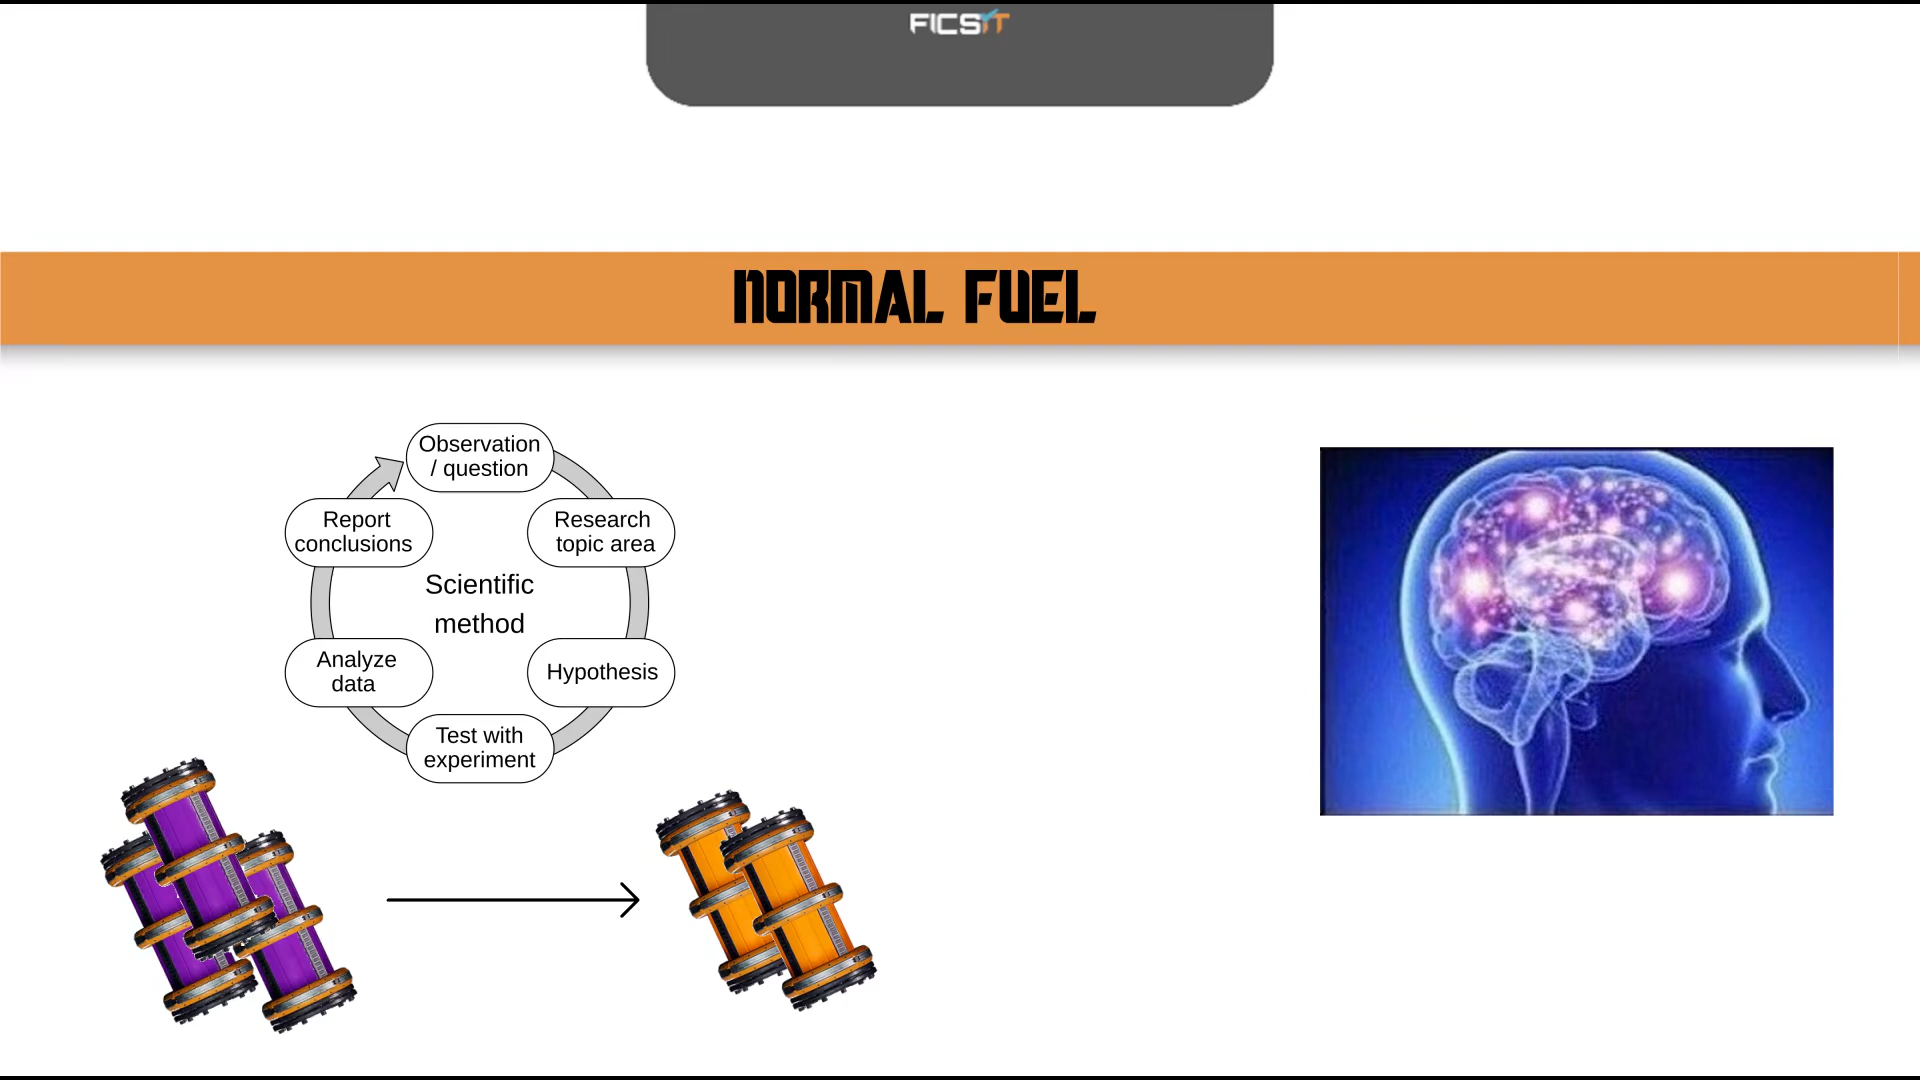 FICSIT
NORMAL FUEL
Observation
/ question
Research
topic area
Hypothesis
Test with
experiment
Analyze
data
Report
conclusions
Scientific
method